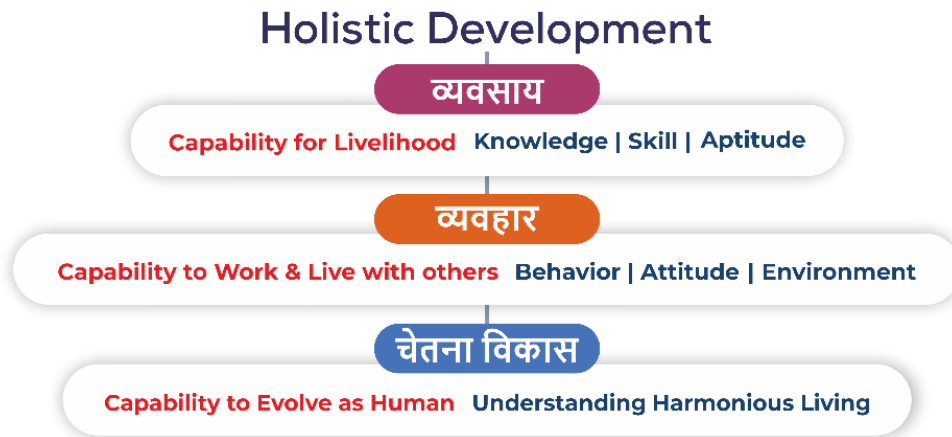 Holistic Development
व्यवसाय
Capability for Livelihood Knowledge | Skill | Aptitude
व्यवहार
Capability to Work & Live with others Behavior | Attitude | Environment
चेतना विकास
Capability to Evolve as Human Understanding Harmonious Living